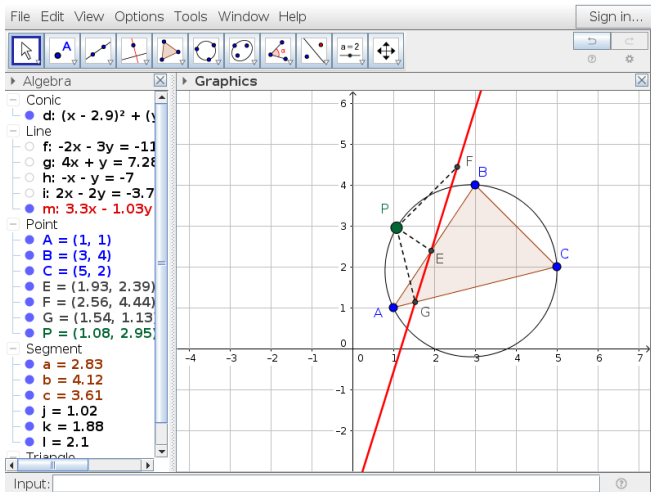 File Edit View Options Tools Window Help Sign in...
A α a=2
Algebra Graphics
Conic
d: (x - 2.9)² + (y
Line
f: -2x - 3y = -11
g: 4x + y = 7.28
h: -x - y = -7
i: 2x - 2y = -3.7
m: 3.3x - 1.03y
Point
A = (1, 1)
B = (3, 4)
C = (5, 2)
E = (1.93, 2.39)
F = (2.56, 4.44)
G = (1.54, 1.13)
P = (1.08, 2.95)
Segment
a = 2.83
b = 4.12
c = 3.61
j = 1.02
k = 1.88
l = 2.1
Triangle
6
5
F
B
4
P
3
E
C
2
A
G
1
0
-4 -3 -2 -1 0 1 2 3 4 5 6 7
-1
-2
Input: